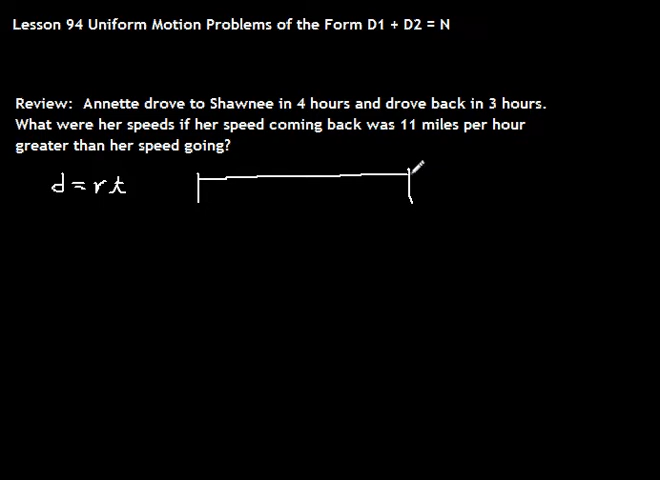 Lesson 94 Uniform Motion Problems of the Form D1 + D2 = N
Review:  Annette drove to Shawnee in 4 hours and drove back in 3 hours.
What were her speeds if her speed coming back was 11 miles per hour
greater than her speed going?
d = r t